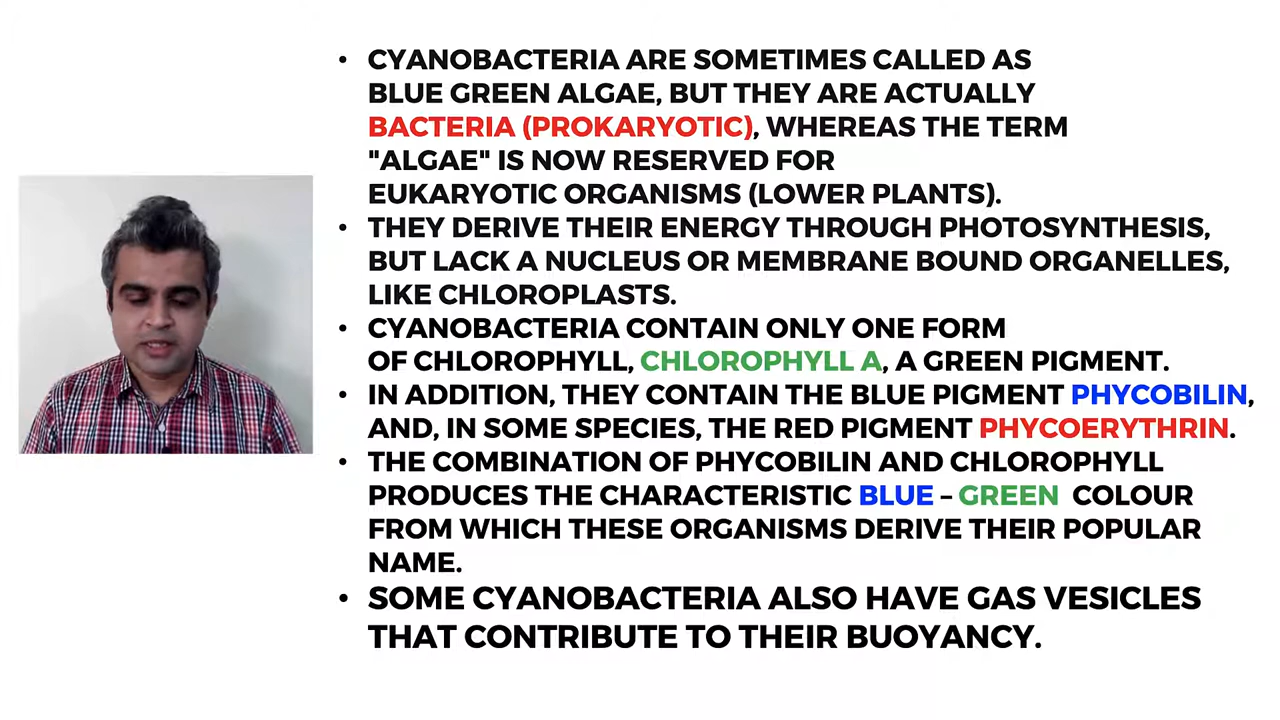 • CYANOBACTERIA ARE SOMETIMES CALLED AS
BLUE GREEN ALGAE, BUT THEY ARE ACTUALLY
BACTERIA (PROKARYOTIC), WHEREAS THE TERM
"ALGAE" IS NOW RESERVED FOR
EUKARYOTIC ORGANISMS (LOWER PLANTS).
• THEY DERIVE THEIR ENERGY THROUGH PHOTOSYNTHESIS,
BUT LACK A NUCLEUS OR MEMBRANE BOUND ORGANELLES,
LIKE CHLOROPLASTS.
• CYANOBACTERIA CONTAIN ONLY ONE FORM
OF CHLOROPHYLL, CHLOROPHYLL A, A GREEN PIGMENT.
• IN ADDITION, THEY CONTAIN THE BLUE PIGMENT PHYCOBILIN,
AND, IN SOME SPECIES, THE RED PIGMENT PHYCOERYTHRIN.
• THE COMBINATION OF PHYCOBILIN AND CHLOROPHYLL
PRODUCES THE CHARACTERISTIC BLUE – GREEN COLOUR
FROM WHICH THESE ORGANISMS DERIVE THEIR POPULAR
NAME.
• SOME CYANOBACTERIA ALSO HAVE GAS VESICLES
THAT CONTRIBUTE TO THEIR BUOYANCY.